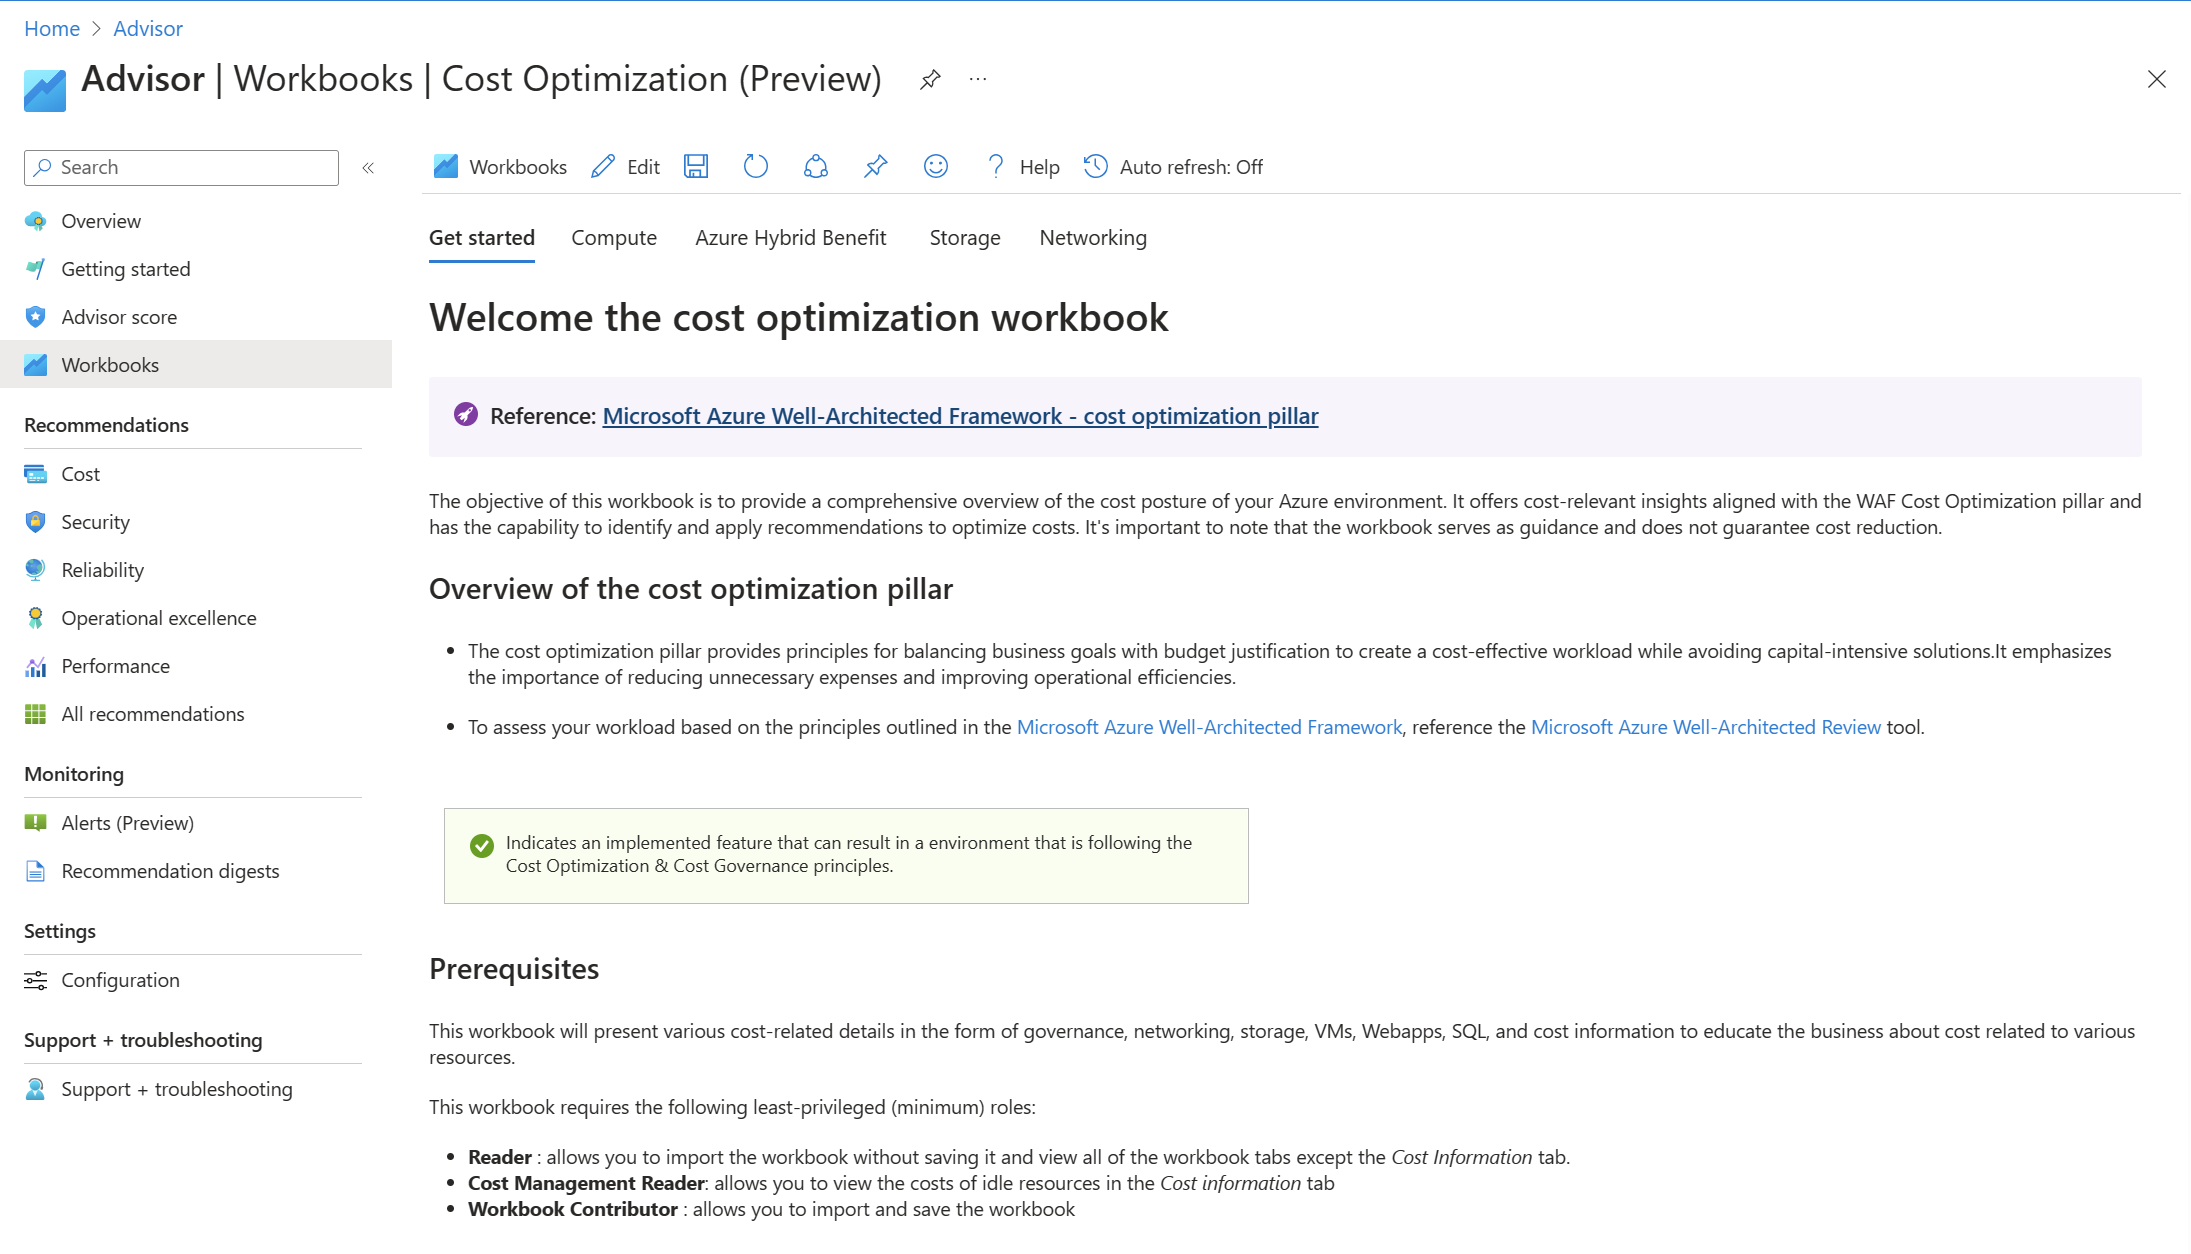 Home > Advisor
Advisor | Workbooks | Cost Optimization (Preview) ...
Search «
Overview
Getting started
Advisor score
Workbooks
Recommendations
Cost
Security
Reliability
Operational excellence
Performance
All recommendations
Monitoring
Alerts (Preview)
Recommendation digests
Settings
Configuration
Support + troubleshooting
Support + troubleshooting
Workbooks Edit Help Auto refresh: Off
Get started Compute Azure Hybrid Benefit Storage Networking
Welcome the cost optimization workbook
Reference: Microsoft Azure Well-Architected Framework - cost optimization pillar
The objective of this workbook is to provide a comprehensive overview of the cost posture of your Azure environment. It offers cost-relevant insights aligned with the WAF Cost Optimization pillar and
has the capability to identify and apply recommendations to optimize costs. It's important to note that the workbook serves as guidance and does not guarantee cost reduction.
Overview of the cost optimization pillar
• The cost optimization pillar provides principles for balancing business goals with budget justification to create a cost-effective workload while avoiding capital-intensive solutions.It emphasizes
the importance of reducing unnecessary expenses and improving operational efficiencies.
• To assess your workload based on the principles outlined in the Microsoft Azure Well-Architected Framework, reference the Microsoft Azure Well-Architected Review tool.
Indicates an implemented feature that can result in a environment that is following the
Cost Optimization & Cost Governance principles.
Prerequisites
This workbook will present various cost-related details in the form of governance, networking, storage, VMs, Webapps, SQL, and cost information to educate the business about cost related to various
resources.
This workbook requires the following least-privileged (minimum) roles:
• Reader : allows you to import the workbook without saving it and view all of the workbook tabs except the Cost Information tab.
• Cost Management Reader: allows you to view the costs of idle resources in the Cost information tab
• Workbook Contributor : allows you to import and save the workbook